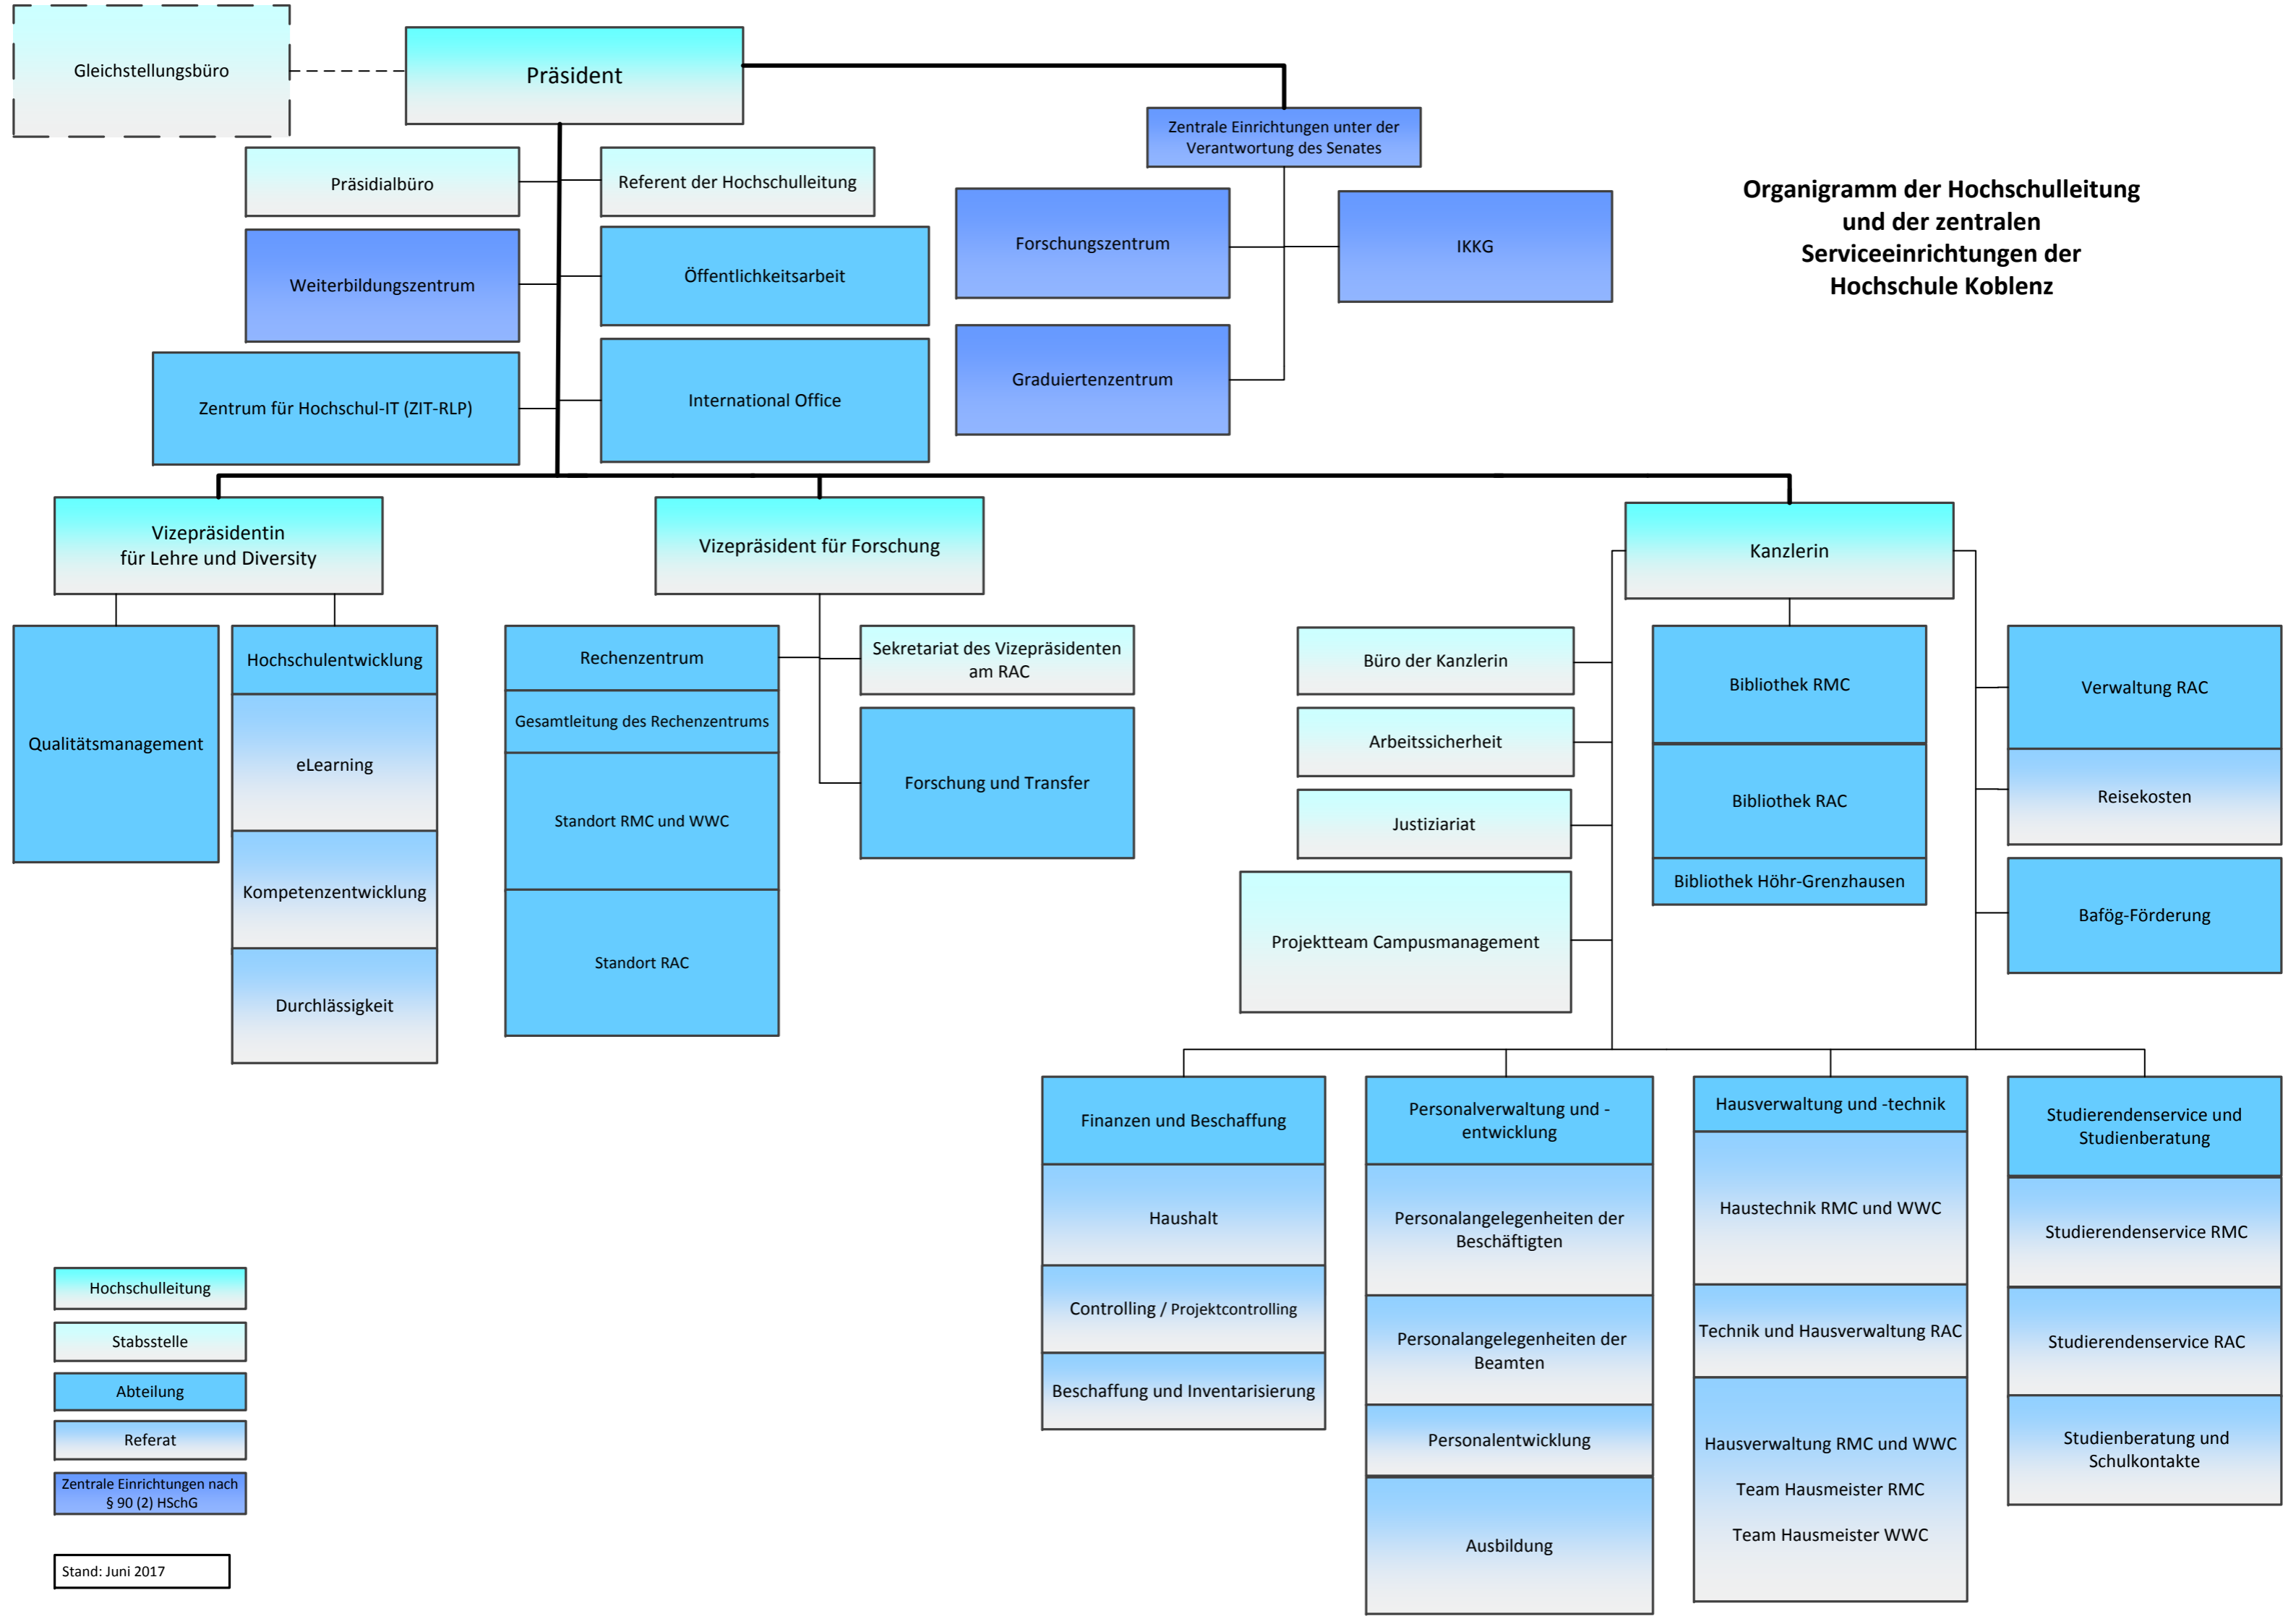 Gleichstellungsbüro
Präsident
Zentrale Einrichtungen unter der
Verantwortung des Senates
Präsidialbüro
Referent der Hochschulleitung
Organigramm der Hochschulleitung
und der zentralen
Serviceeinrichtungen der
Hochschule Koblenz
Forschungszentrum
IKKG
Weiterbildungszentrum
Öffentlichkeitsarbeit
Graduiertenzentrum
Zentrum für Hochschul-IT (ZIT-RLP)
International Office
Vizepräsidentin
für Lehre und Diversity
Vizepräsident für Forschung
Kanzlerin
Qualitätsmanagement
Hochschulentwicklung
eLearning
Kompetenzentwicklung
Durchlässigkeit
Rechenzentrum
Gesamtleitung des Rechenzentrums
Standort RMC und WWC
Standort RAC
Sekretariat des Vizepräsidenten
am RAC
Forschung und Transfer
Büro der Kanzlerin
Arbeitssicherheit
Justiziariat
Projektteam Campusmanagement
Bibliothek RMC
Bibliothek RAC
Bibliothek Höhr-Grenzhausen
Verwaltung RAC
Reisekosten
Bafög-Förderung
Finanzen und Beschaffung
Haushalt
Controlling / Projektcontrolling
Beschaffung und Inventarisierung
Personalverwaltung und -
entwicklung
Personalangelegenheiten der
Beschäftigten
Personalangelegenheiten der
Beamten
Personalentwicklung
Ausbildung
Hausverwaltung und -technik
Haustechnik RMC und WWC
Technik und Hausverwaltung RAC
Hausverwaltung RMC und WWC
Team Hausmeister RMC
Team Hausmeister WWC
Studierendenservice und
Studienberatung
Studierendenservice RMC
Studierendenservice RAC
Studienberatung und
Schulkontakte
Hochschulleitung
Stabsstelle
Abteilung
Referat
Zentrale Einrichtungen nach
§ 90 (2) HSchG
Stand: Juni 2017